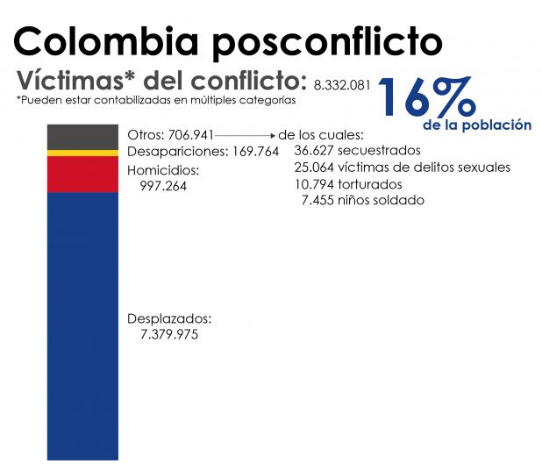 Colombia posconflicto
Víctimas* del conflicto: 8.332.081
16%
de la población
*Pueden estar contabilizadas en múltiples categorías
Otros: 706.941
de los cuales:
36.627 secuestrados
25.064 víctimas de delitos sexuales
10.794 torturados
7.455 niños soldado
Desapariciones: 169.764
Homicidios:
997.264
Desplazados:
7.379.975